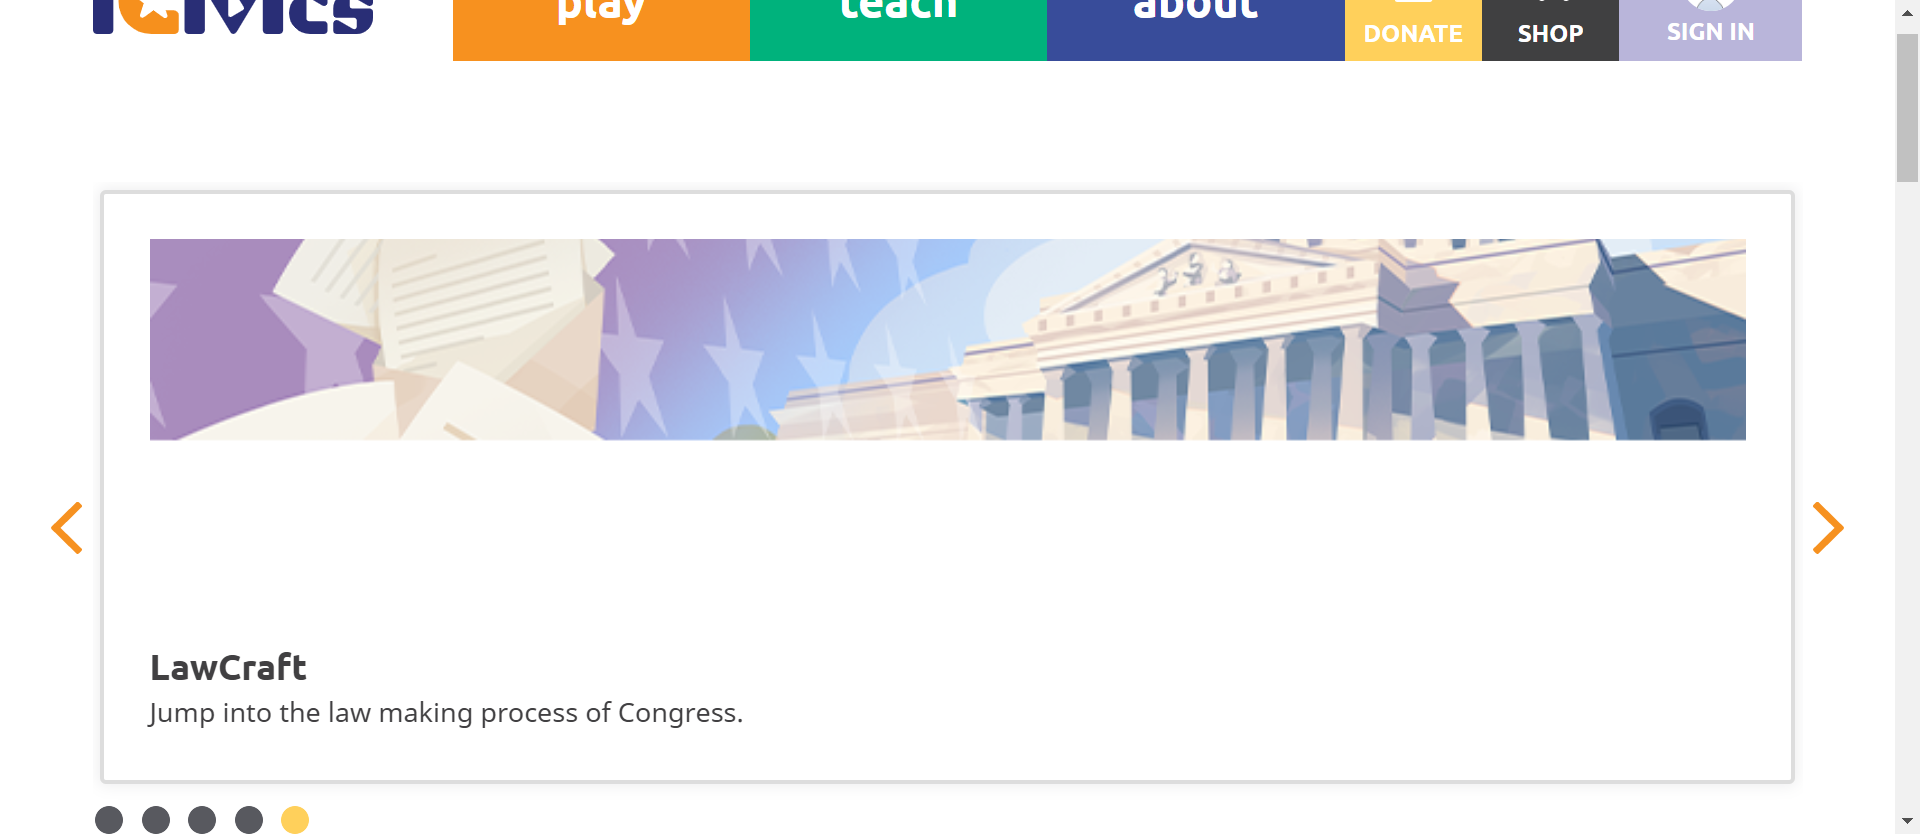 iCivics
play
teach
about
DONATE
SHOP
SIGN IN
LawCraft
Jump into the law making process of Congress.